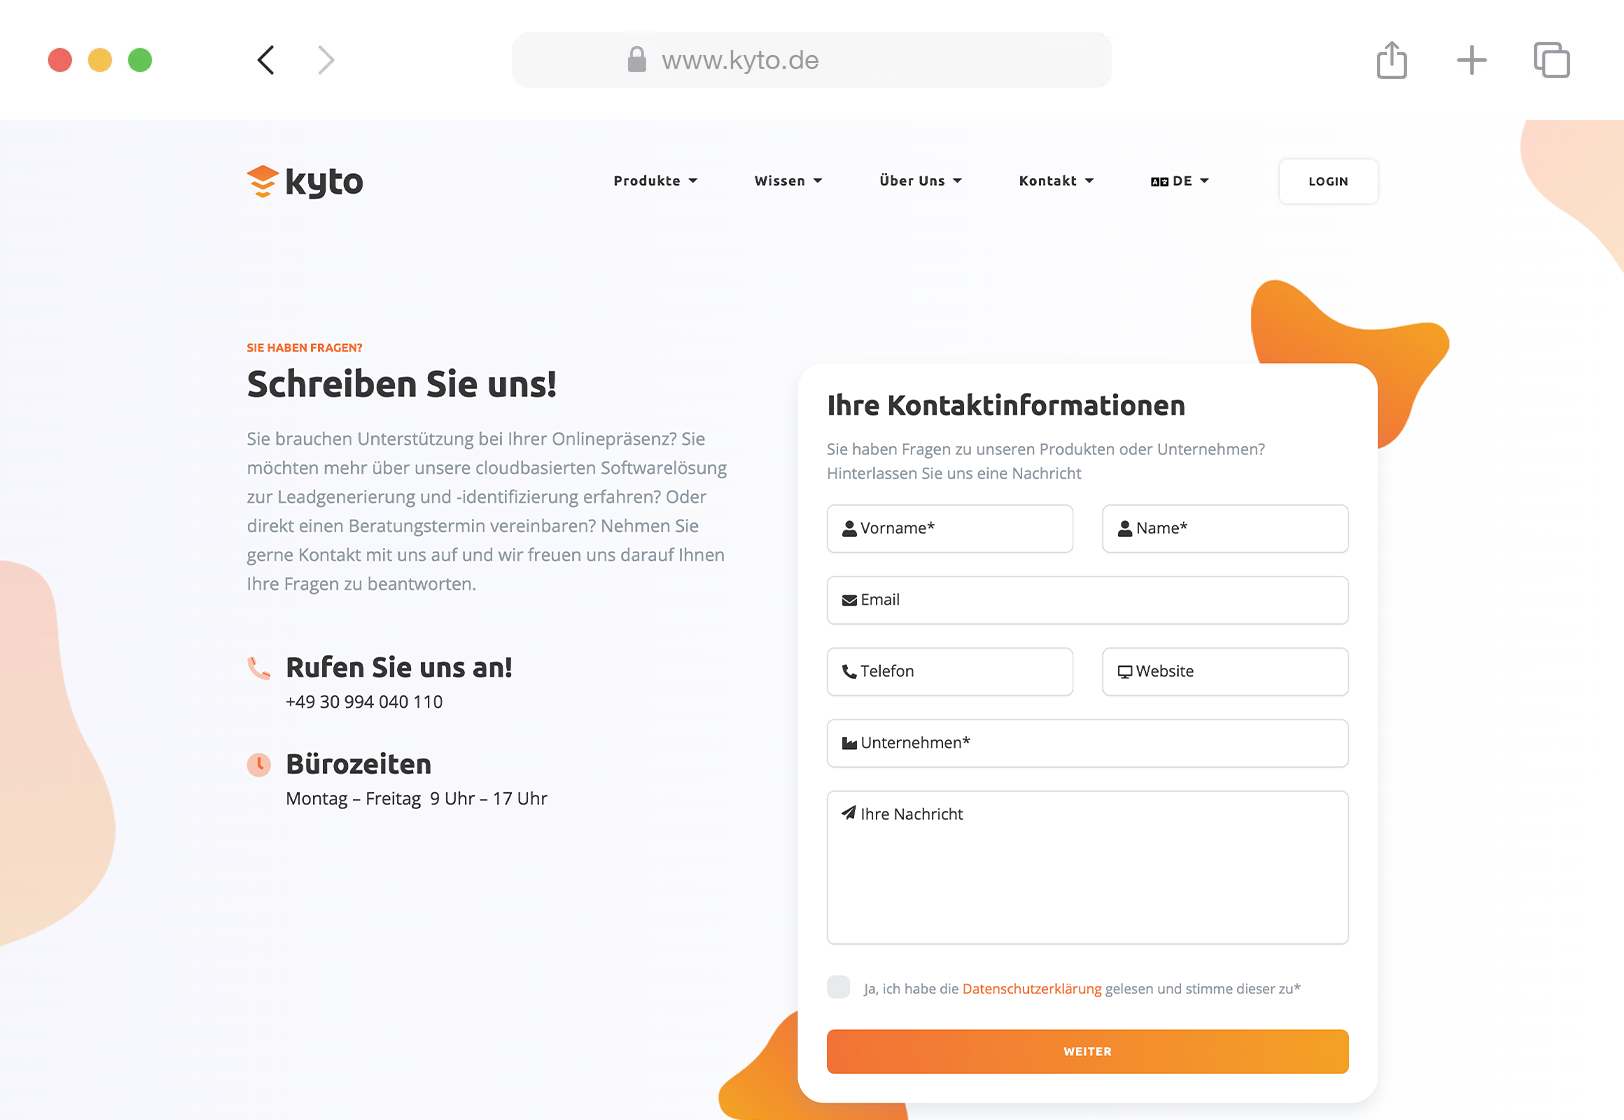 www.kyto.de
kyto
Produkte
Wissen
Über Uns
Kontakt
DE
LOGIN
SIE HABEN FRAGEN?
Schreiben Sie uns!
Sie brauchen Unterstützung bei Ihrer Onlinepräsenz? Sie
möchten mehr über unsere cloudbasierten Softwarelösung
zur Leadgenerierung und -identifizierung erfahren? Oder
direkt einen Beratungstermin vereinbaren? Nehmen Sie
gerne Kontakt mit uns auf und wir freuen uns darauf Ihnen
Ihre Fragen zu beantworten.
Rufen Sie uns an!
+49 30 994 040 110
Bürozeiten
Montag – Freitag  9 Uhr – 17 Uhr
Ihre Kontaktinformationen
Sie haben Fragen zu unseren Produkten oder Unternehmen?
Hinterlassen Sie uns eine Nachricht
Vorname*
Name*
Email
Telefon
Website
Unternehmen*
Ihre Nachricht
Ja, ich habe die Datenschutzerklärung gelesen und stimme dieser zu*
WEITER